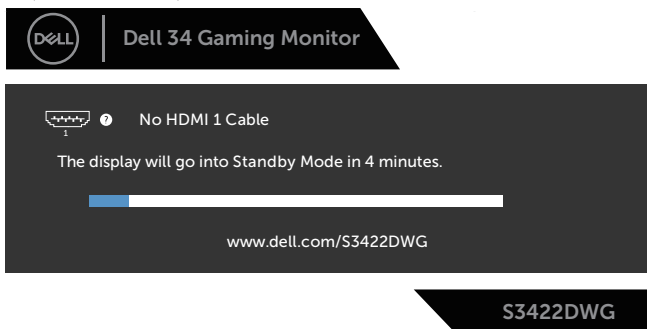 DELL
Dell 34 Gaming Monitor
? No HDMI 1 Cable
1
The display will go into Standby Mode in 4 minutes.
www.dell.com/S3422DWG
S3422DWG